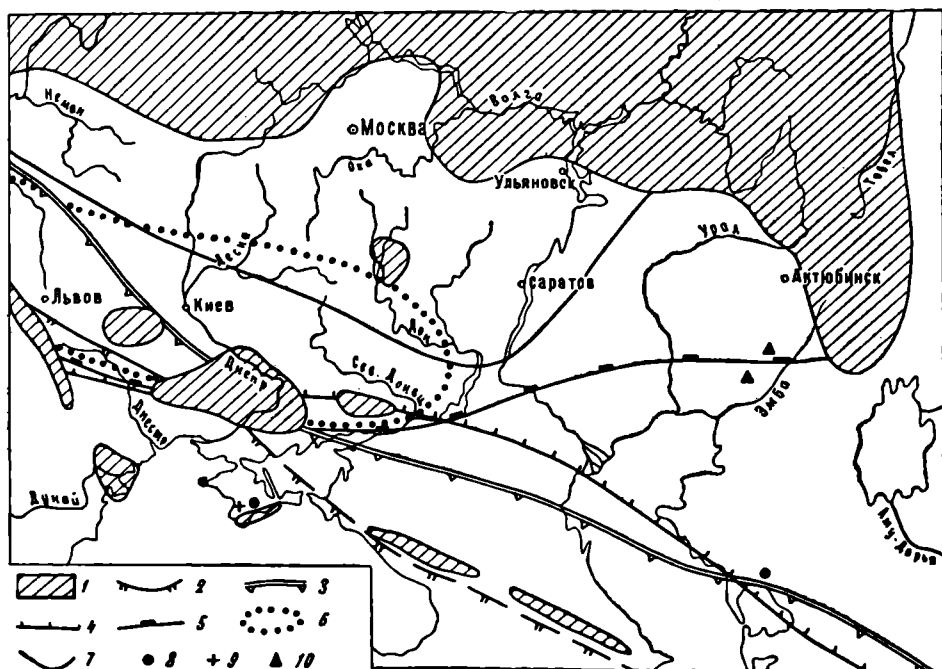 Неман
Москва
Волга
Ока
Тобол
Ульяновск
Урал
Десна
Саратов
Актюбинск
Львов
Киев
Дон
Сев. Донец
Днепр
Эмба
Днестр
Дунай
Аму-Дарья
1 2 3
4 5 6
7 8 9 10